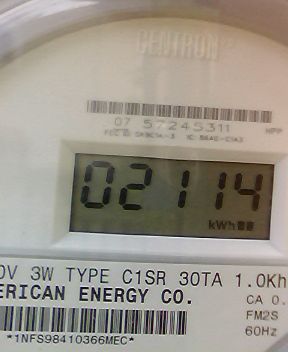 CENTRON
07 57245311
HPP
02114
kWh
0V 3W TYPE C1SR 30TA 1.0Kh
ERICAN ENERGY CO.
CA 0.
FM2S
60Hz
*1NFS98410366MEC*